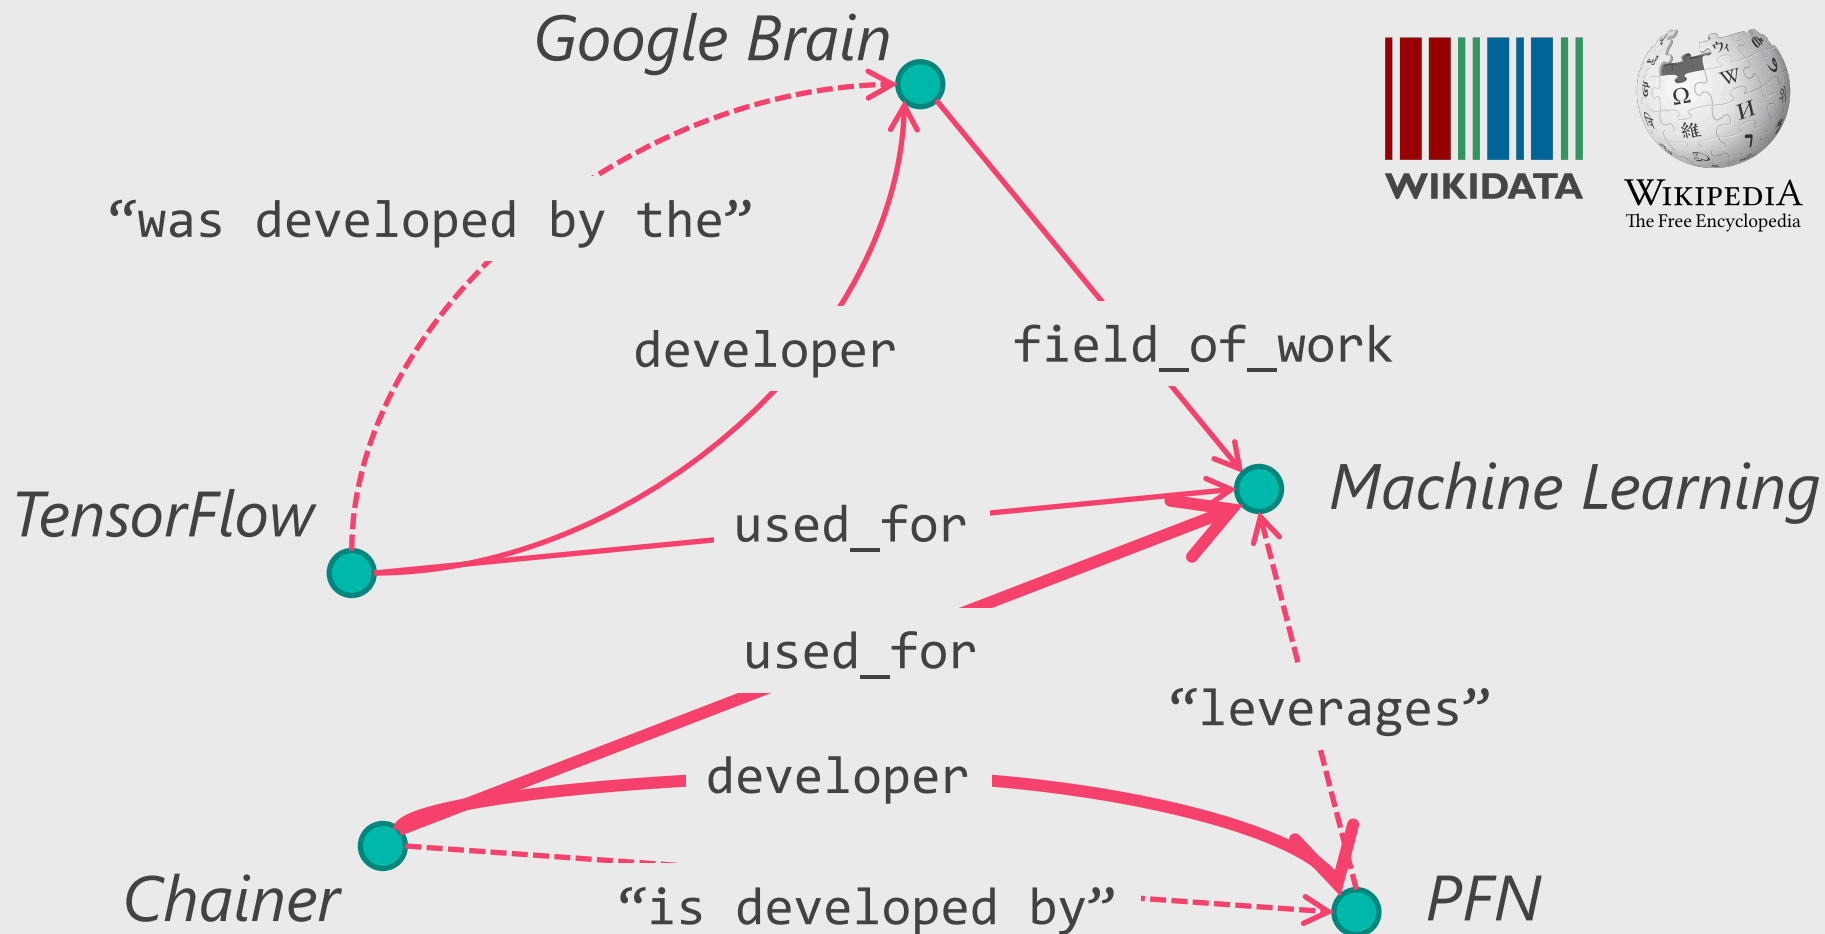 Google Brain
WIKIDATA
WIKIPEDIA
The Free Encyclopedia
“was developed by the”
developer
field_of_work
TensorFlow
used_for
Machine Learning
used_for
“leverages”
developer
Chainer
“is developed by”
PFN